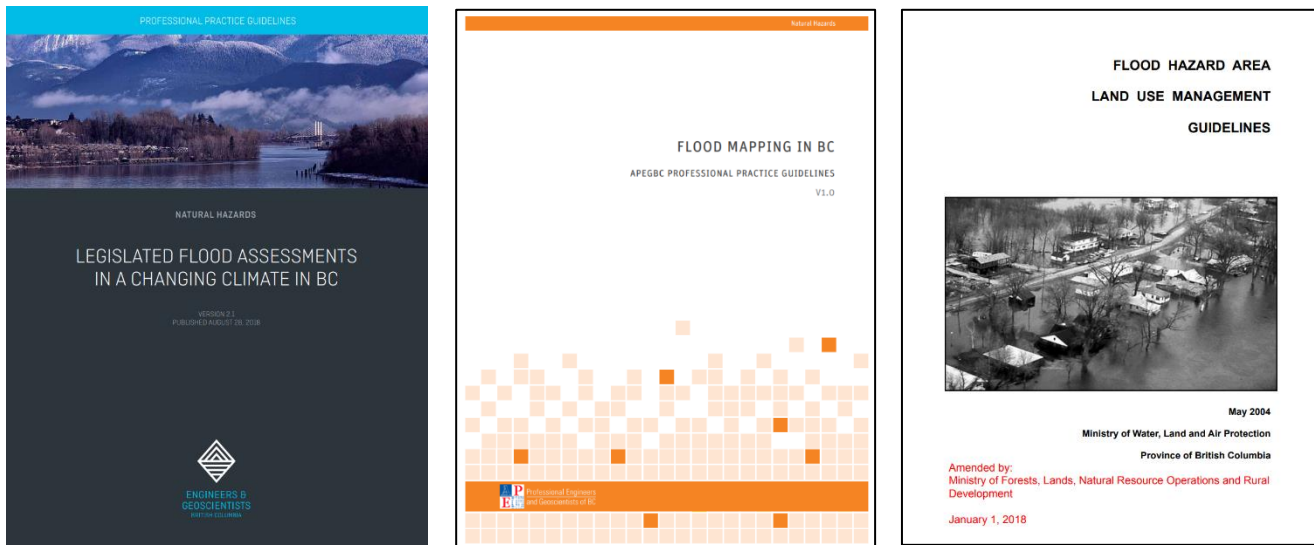 PROFESSIONAL PRACTICE GUIDELINES
NATURAL HAZARDS
LEGISLATED FLOOD ASSESSMENTS
IN A CHANGING CLIMATE IN BC
VERSION 2.1
PUBLISHED AUGUST 28, 2018
ENGINEERS &
GEOSCIENTISTS
BRITISH COLUMBIA
Natural Hazards
FLOOD MAPPING IN BC
APEGBC PROFESSIONAL PRACTICE GUIDELINES
V1.0
Professional Engineers
and Geoscientists of BC
FLOOD HAZARD AREA
LAND USE MANAGEMENT
GUIDELINES
May 2004
Ministry of Water, Land and Air Protection
Province of British Columbia
Amended by:
Ministry of Forests, Lands, Natural Resource Operations and Rural
Development
January 1, 2018